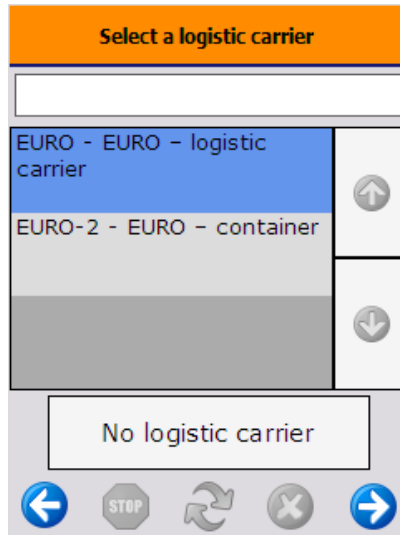 Select a logistic carrier
EURO - EURO – logistic
carrier
EURO-2 - EURO – container
No logistic carrier
STOP